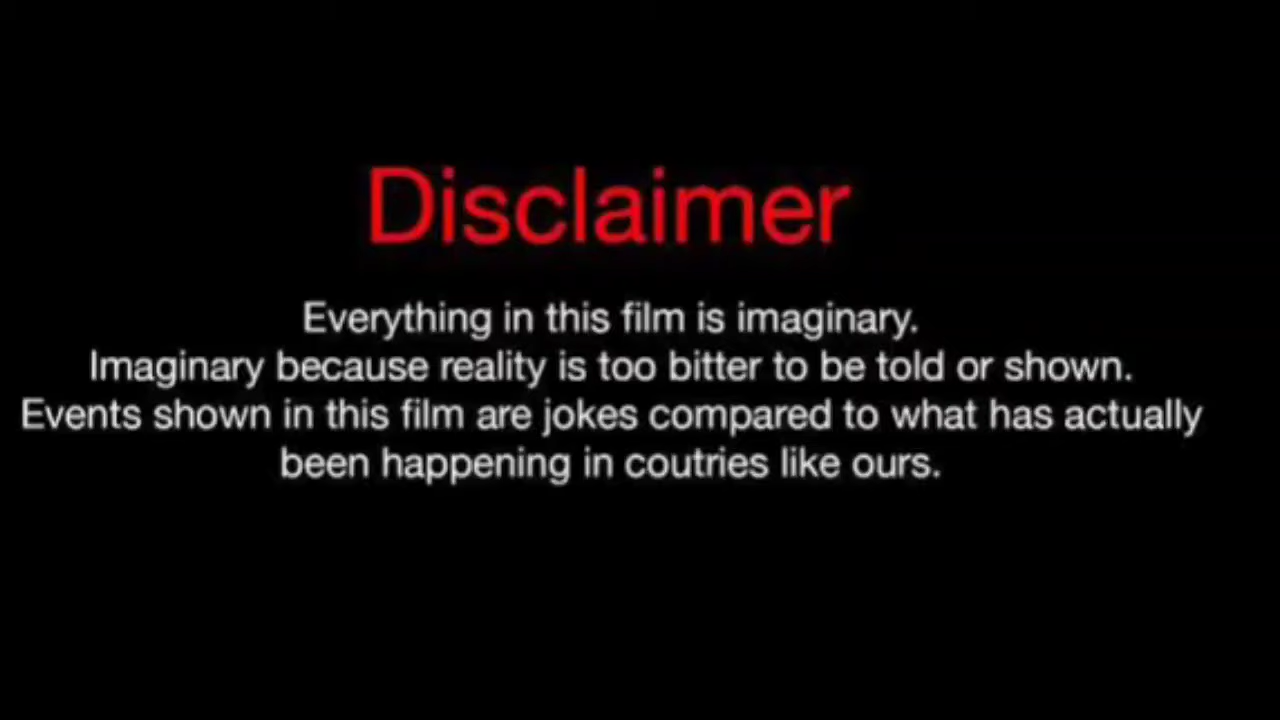 Disclaimer
Everything in this film is imaginary.
Imaginary because reality is too bitter to be told or shown.
Events shown in this film are jokes compared to what has actually
been happening in coutries like ours.